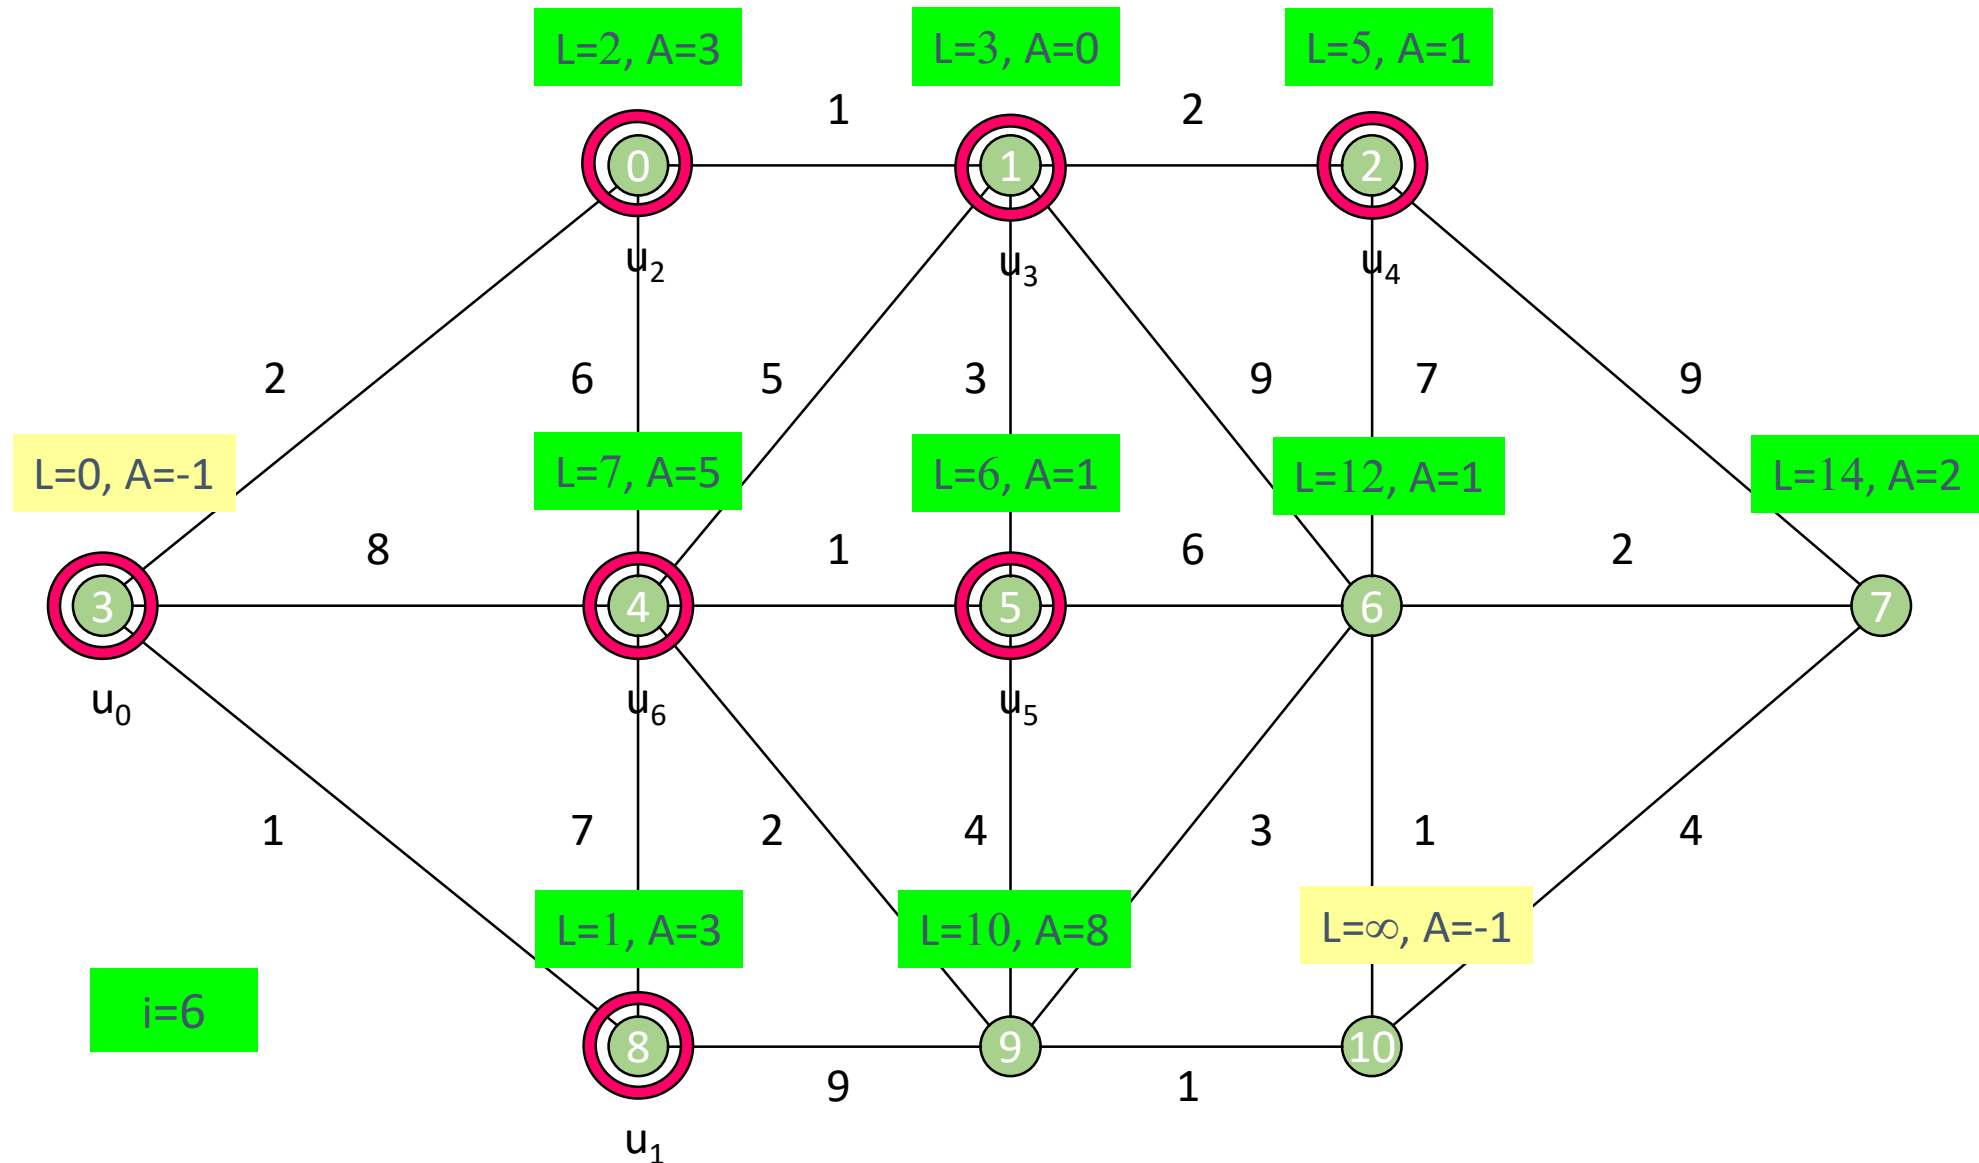 L=2, A=3
L=3, A=0
L=5, A=1
1
2
0
1
2
u2
u3
u4
2
6
5
3
9
7
9
L=0, A=-1
L=7, A=5
L=6, A=1
L=12, A=1
L=14, A=2
8
1
6
2
3
4
5
6
7
u0
u6
u5
1
7
2
4
3
1
4
L=1, A=3
L=10, A=8
L=∞, A=-1
i=6
8
9
10
9
1
u1